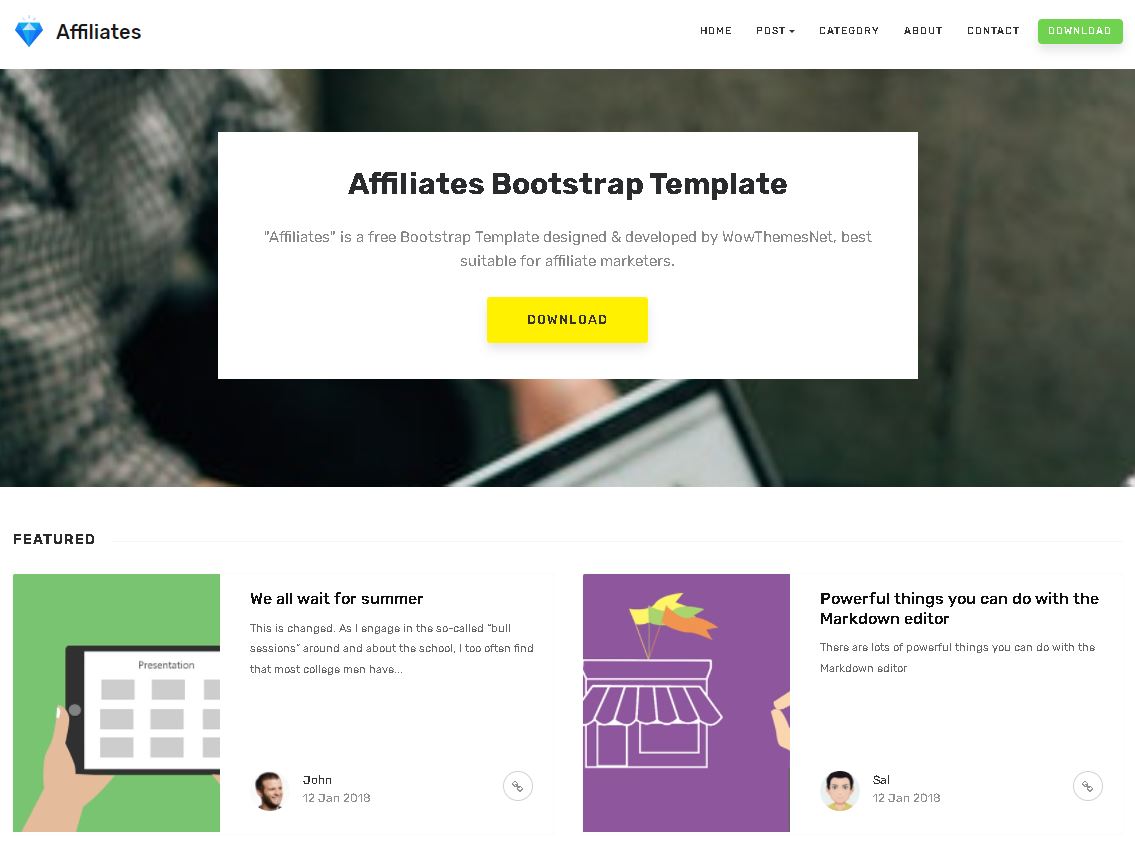 Affiliates
HOME
POST
CATEGORY
ABOUT
CONTACT
DOWNLOAD
Affiliates Bootstrap Template
"Affiliates" is a free Bootstrap Template designed & developed by WowThemesNet, best
suitable for affiliate marketers.
DOWNLOAD
FEATURED
Presentation
We all wait for summer
This is changed. As I engage in the so-called “bull
sessions” around and about the school, I too often find
that most college men have...
John
12 Jan 2018
Powerful things you can do with the
Markdown editor
There are lots of powerful things you can do with the
Markdown editor
Sal
12 Jan 2018